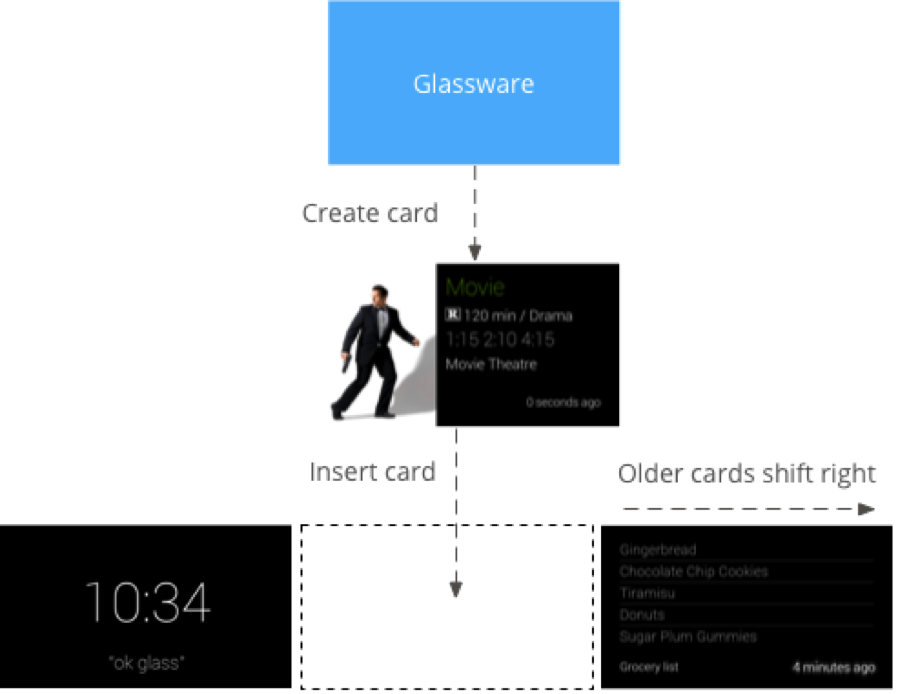 Glassware
Create card
Movie
R 120 min / Drama
1:15 2:10 4:15
Movie Theatre
0 seconds ago
Insert card
Older cards shift right
10:34
"ok glass"
Gingerbread
Chocolate Chip Cookies
Tiramisu
Donuts
Sugar Plum Gummies
Grocery list 4 minutes ago